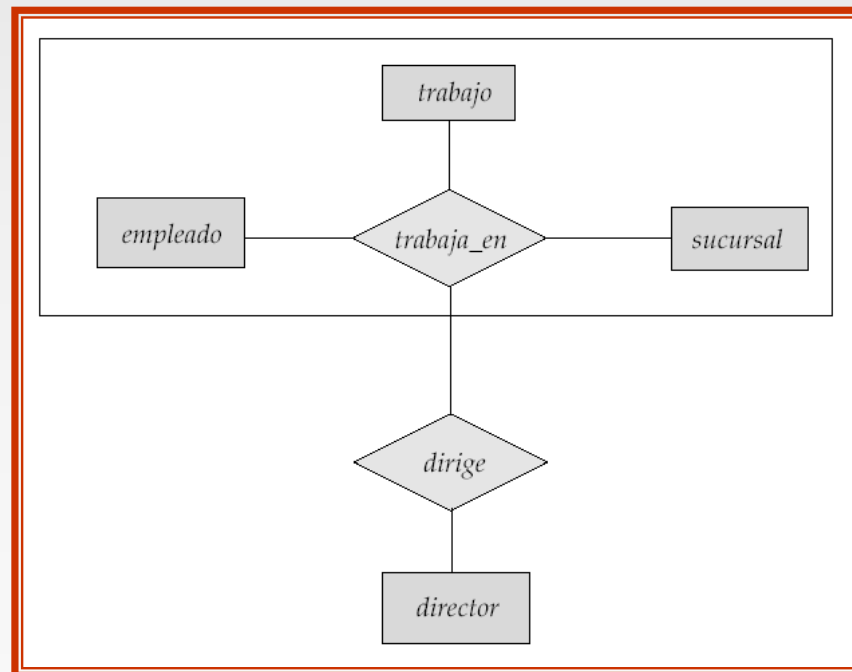 trabajo
empleado
trabaja_en
sucursal
dirige
director